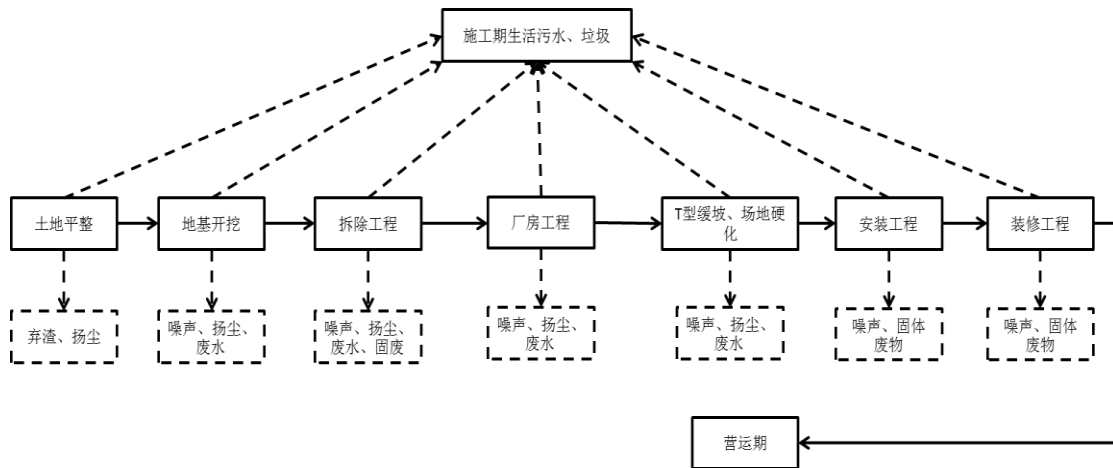 施工期生活污水、垃圾
土地平整
地基开挖
拆除工程
厂房工程
T型缓坡、场地硬
化
安装工程
装修工程
弃渣、扬尘
噪声、扬尘、
废水
噪声、扬尘、
废水、固废
噪声、扬尘、
废水
噪声、扬尘、
废水
噪声、固体
废物
噪声、固体
废物
营运期